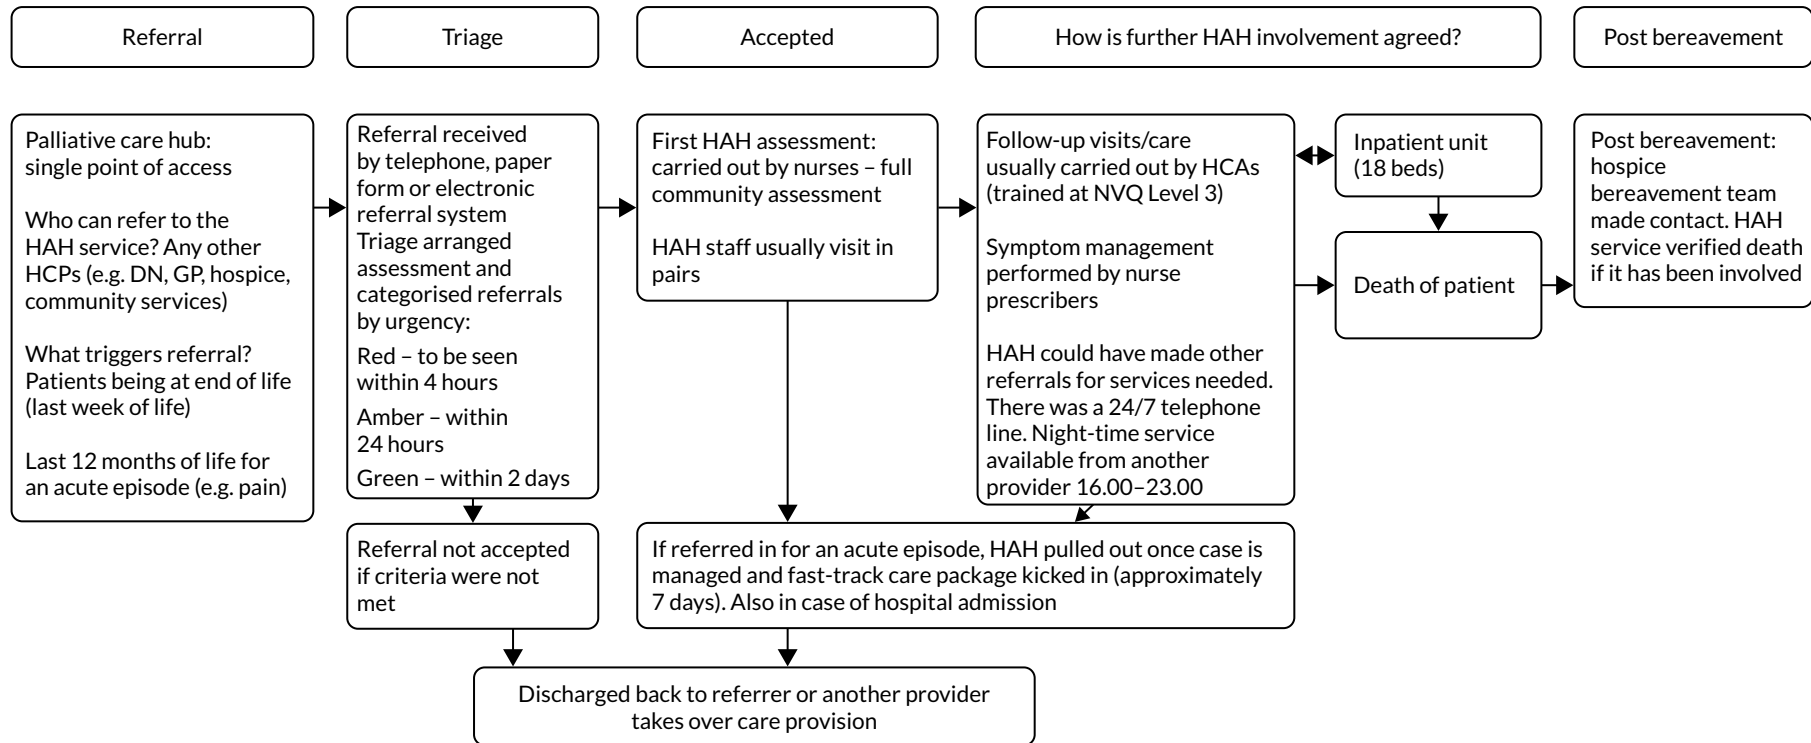 Referral
Triage
Accepted
How is further HAH involvement agreed?
Post bereavement
Palliative care hub:
single point of access
Who can refer to the
HAH service? Any other
HCPs (e.g. DN, GP, hospice,
community services)
What triggers referral?
Patients being at end of life
(last week of life)
Last 12 months of life for
an acute episode (e.g. pain)
Referral received
by telephone, paper
form or electronic
referral system
Triage arranged
assessment and
categorised referrals
by urgency:
Red – to be seen
within 4 hours
Amber – within
24 hours
Green – within 2 days
First HAH assessment:
carried out by nurses – full
community assessment
HAH staff usually visit in
pairs
Follow-up visits/care
usually carried out by HCAs
(trained at NVQ Level 3)
Symptom management
performed by nurse
prescribers
HAH could have made other
referrals for services needed.
There was a 24/7 telephone
line. Night-time service
available from another
provider 16.00–23.00
Inpatient unit
(18 beds)
Death of patient
Post bereavement:
hospice
bereavement team
made contact. HAH
service verified death
if it has been involved
Referral not accepted
if criteria were not
met
If referred in for an acute episode, HAH pulled out once case is
managed and fast-track care package kicked in (approximately
7 days). Also in case of hospital admission
Discharged back to referrer or another provider
takes over care provision